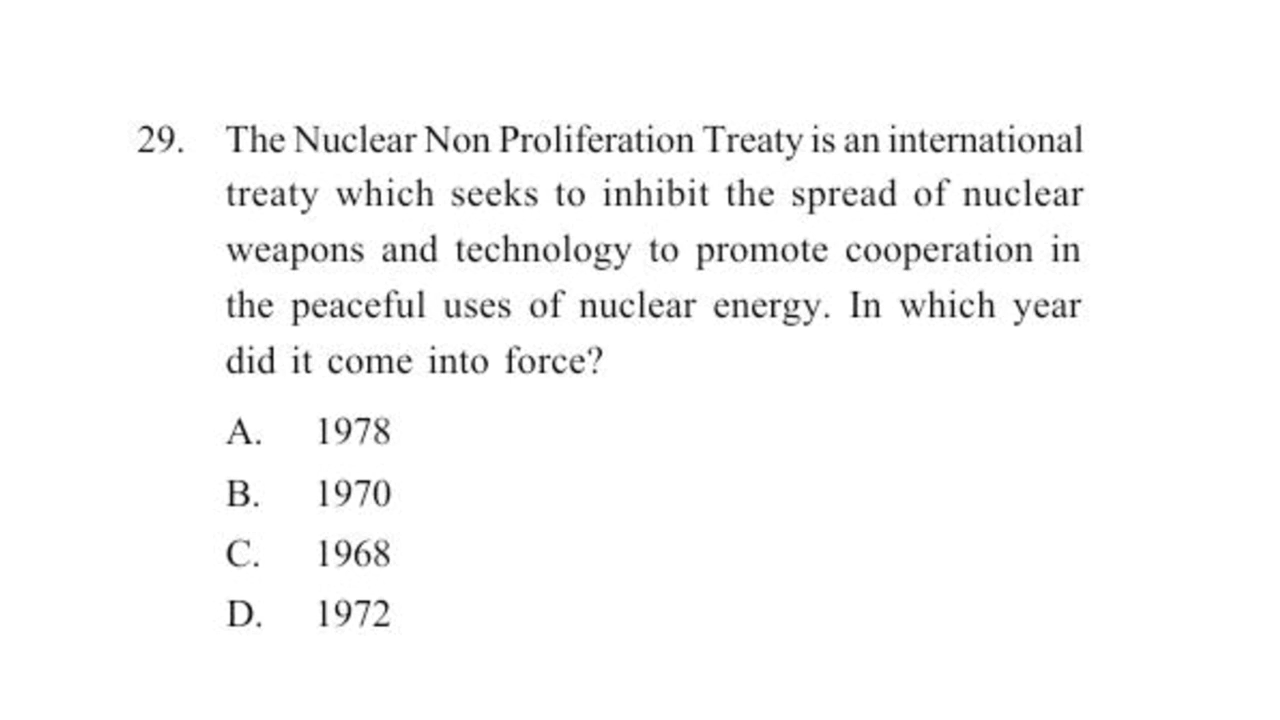 29. The Nuclear Non Proliferation Treaty is an international
treaty which seeks to inhibit the spread of nuclear
weapons and technology to promote cooperation in
the peaceful uses of nuclear energy. In which year
did it come into force?
A. 1978
B. 1970
C. 1968
D. 1972